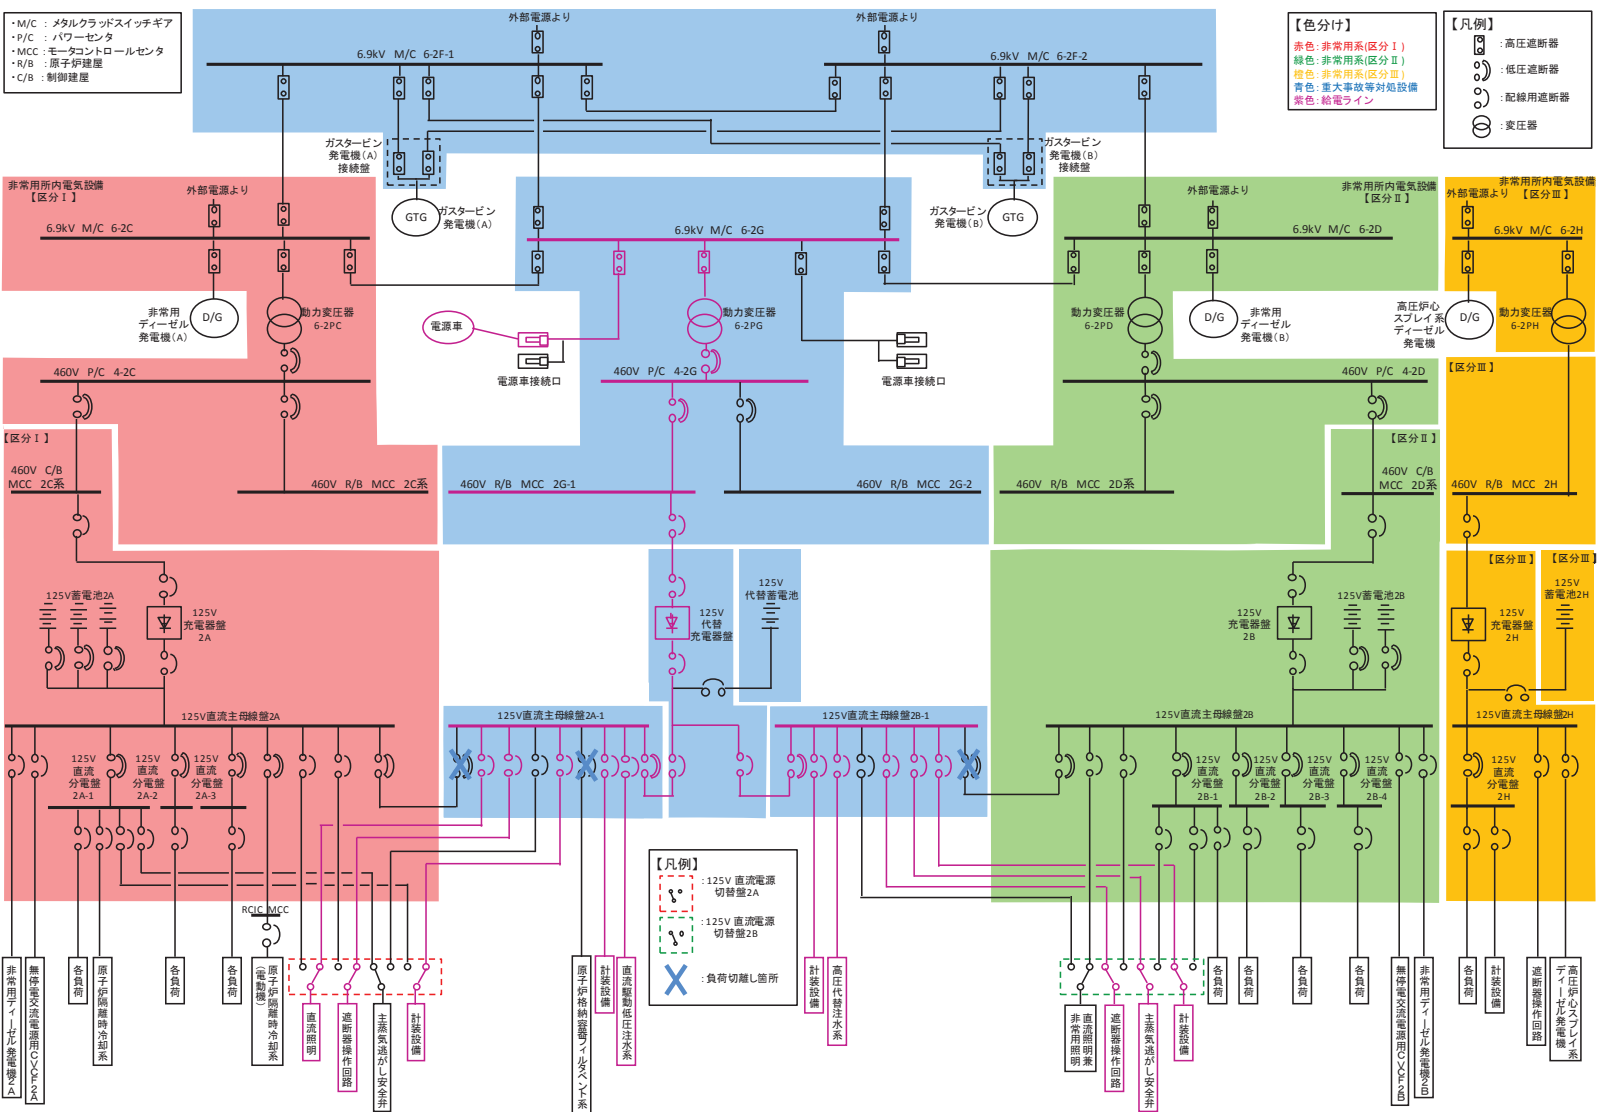 ・M/C ：メタルクラッドスイッチギア
・P/C ：パワーセンタ
・MCC：モータコントロールセンタ
・R/B ：原子炉建屋
・C/B ：制御建屋
外部電源より
外部電源より
6.9kV M/C 6-2F-1
6.9kV M/C 6-2F-2
【色分け】
赤色：非常用系(区分Ⅰ)
緑色：非常用系(区分Ⅱ)
橙色：非常用系(区分Ⅲ)
青色：重大事故等対処設備
紫色：給電ライン
【凡例】
：高圧遮断器
：低圧遮断器
：配線用遮断器
：変圧器
ガスタービン
発電機(A)
接続盤
ガスタービン
発電機(B)
接続盤
非常用所内電気設備
【区分Ⅰ】
外部電源より
6.9kV M/C 6-2C
GTG
ガスタービン
発電機(A)
6.9kV M/C 6-2G
ガスタービン
発電機(B)
GTG
外部電源より
非常用所内電気設備
【区分Ⅱ】
6.9kV M/C 6-2D
非常用所内電気設備
【区分Ⅲ】
外部電源より
6.9kV M/C 6-2H
非常用
ディーゼル
発電機(A)
D/G
動力変圧器
6-2PC
電源車
電源車接続口
動力変圧器
6-2PG
電源車接続口
動力変圧器
6-2PD
D/G
非常用
ディーゼル
発電機(B)
高圧炉心
スプレイ系
ディーゼル
発電機
D/G
動力変圧器
6-2PH
460V P/C 4-2C
460V P/C 4-2G
460V P/C 4-2D
【区分Ⅲ】
【区分Ⅰ】
460V C/B
MCC 2C系
460V R/B MCC 2C系
460V R/B MCC 2G-1
460V R/B MCC 2G-2
460V R/B MCC 2D系
【区分Ⅱ】
460V C/B
MCC 2D系
460V R/B MCC 2H
125V蓄電池2A
125V
充電器盤
2A
125V
代替
充電器盤
125V
代替蓄電池
125V
充電器盤
2B
125V蓄電池2B
【区分Ⅲ】
125V
充電器盤
2H
【区分Ⅲ】
125V
蓄電池2H
125V直流主母線盤2A
125V直流主母線盤2A-1
125V直流主母線盤2B-1
125V直流主母線盤2B
125V直流主母線盤2H
125V
直流
分電盤
2A-1
125V
直流
分電盤
2A-2
125V
直流
分電盤
2A-3
125V
直流
分電盤
2B-1
125V
直流
分電盤
2B-2
125V
直流
分電盤
2B-3
125V
直流
分電盤
2B-4
125V
直流
分電盤
2H
【凡例】
：125V 直流電源
切替盤2A
：125V 直流電源
切替盤2B
：負荷切離し箇所
RCIC MCC
非常用ディーゼル発電機2A
無停電交流電源用CVCF2A
各負荷
原子炉隔離時冷却系
各負荷
各負荷
原子炉隔離時冷却系
(電動機)
直流照明
遮断器操作回路
主蒸気逃がし安全弁
計装設備
原子炉格納容器フィルタベント系
計装設備
直流駆動低圧注水系
計装設備
高圧代替注水系
直流照明兼
非常用照明
遮断器操作回路
主蒸気逃がし安全弁
計装設備
各負荷
各負荷
各負荷
各負荷
無停電交流電源用CVCF2B
非常用ディーゼル発電機2B
各負荷
計装設備
遮断器操作回路
高圧炉心スプレイ系
ディーゼル発電機